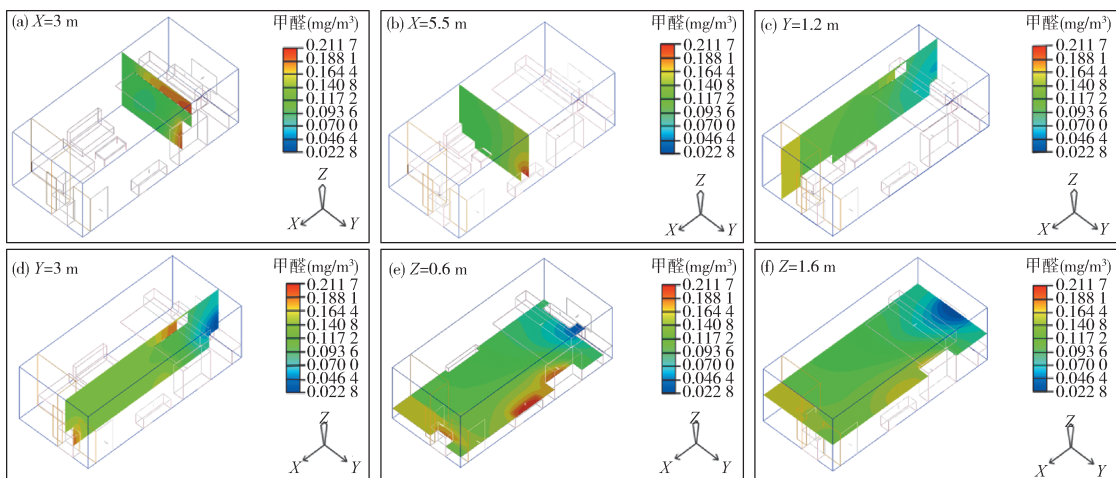 (a) X=3 m
甲醛(mg/m³)
0.211 7
0.188 1
0.164 4
0.140 8
0.117 2
0.093 6
0.070 0
0.046 4
0.022 8
Z
X
Y
(b) X=5.5 m
甲醛(mg/m³)
0.211 7
0.188 1
0.164 4
0.140 8
0.117 2
0.093 6
0.070 0
0.046 4
0.022 8
Z
X
Y
(c) Y=1.2 m
甲醛(mg/m³)
0.211 7
0.188 1
0.164 4
0.140 8
0.117 2
0.093 6
0.070 0
0.046 4
0.022 8
Z
X
Y
(d) Y=3 m
甲醛(mg/m³)
0.211 7
0.188 1
0.164 4
0.140 8
0.117 2
0.093 6
0.070 0
0.046 4
0.022 8
Z
X
Y
(e) Z=0.6 m
甲醛(mg/m³)
0.211 7
0.188 1
0.164 4
0.140 8
0.117 2
0.093 6
0.070 0
0.046 4
0.022 8
Z
X
Y
(f) Z=1.6 m
甲醛(mg/m³)
0.211 7
0.188 1
0.164 4
0.140 8
0.117 2
0.093 6
0.070 0
0.046 4
0.022 8
Z
X
Y